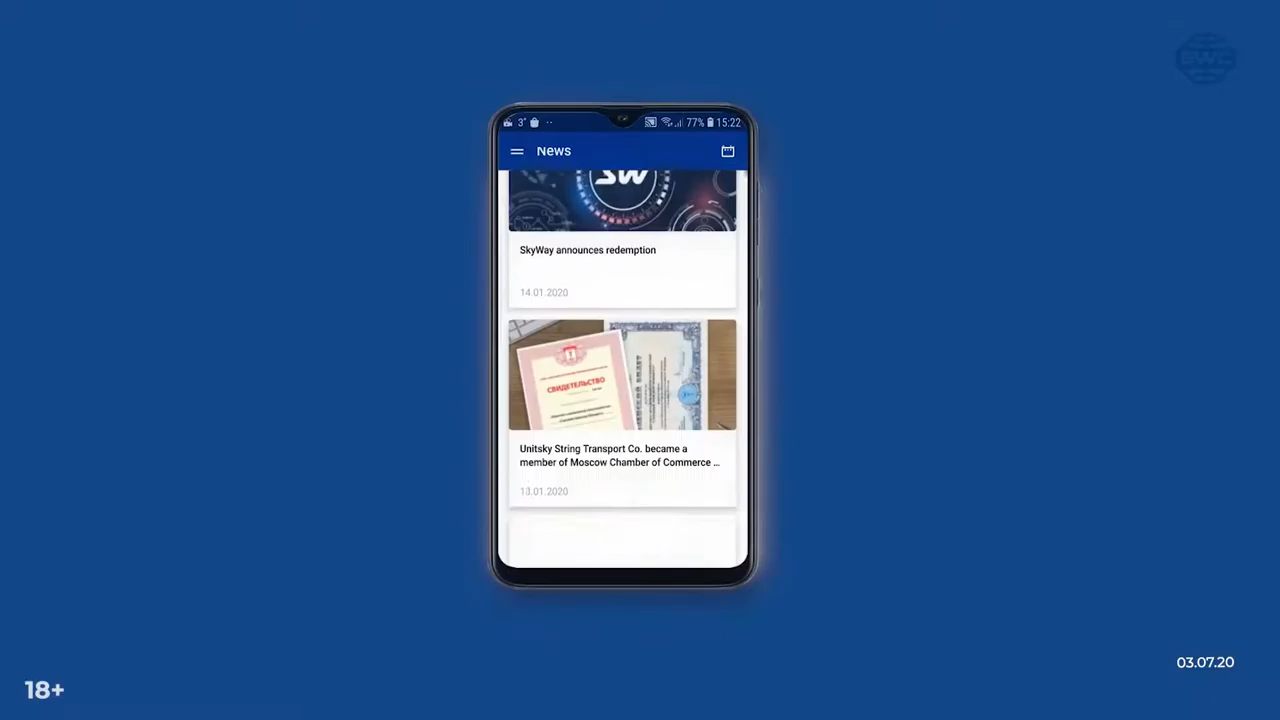 SWC
3°
77%
15:22
News
SW
SkyWay announces redemption
14.01.2020
СВИДЕТЕЛЬСТВО
Unitsky String Transport Co. became a
member of Moscow Chamber of Commerce ...
13.01.2020
03.07.20
18+